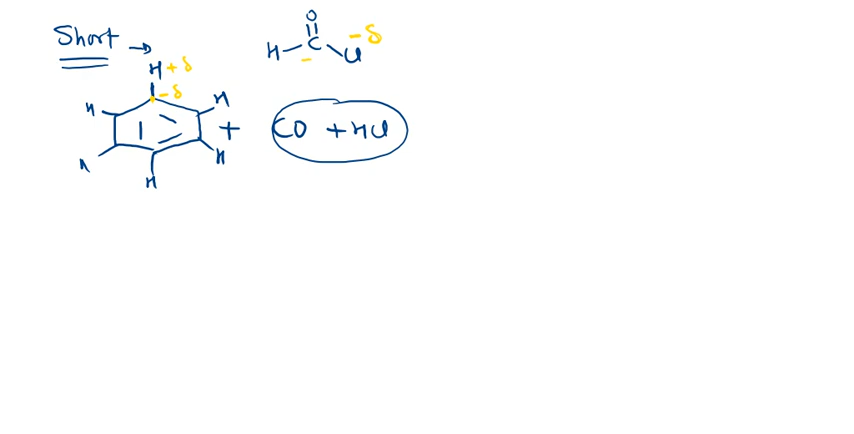 Short →
O
H – C – Cl – δ
–
H + δ
– δ
H H
+ CO + HCl
H H
H